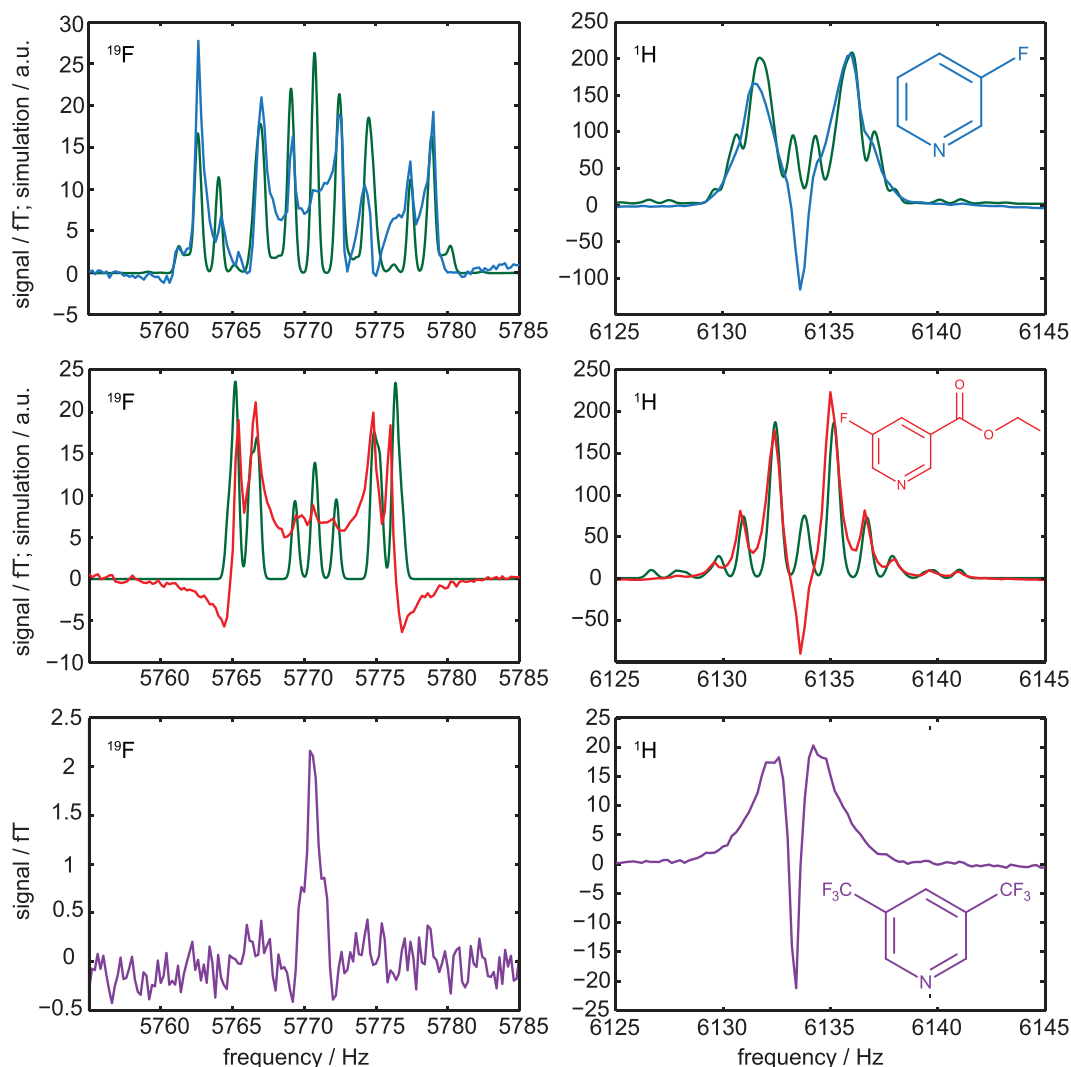 signal / fT; simulation / a.u.
30
25
20
15
10
5
0
−5
¹⁹F
5760 5765 5770 5775 5780 5785
250
200
150
100
50
0
−50
−100
¹H
F
N
6125 6130 6135 6140 6145
signal / fT; simulation / a.u.
25
20
15
10
5
0
−5
−10
¹⁹F
5760 5765 5770 5775 5780 5785
250
200
150
100
50
0
−50
¹H
O
F
O
N
6125 6130 6135 6140 6145
signal / fT
2.5
2
1.5
1
0.5
0
−0.5
¹⁹F
5760 5765 5770 5775 5780 5785
frequency / Hz
25
20
15
10
5
0
−5
−10
−15
−20
−25
¹H
F₃C CF₃
N
6125 6130 6135 6140 6145
frequency / Hz